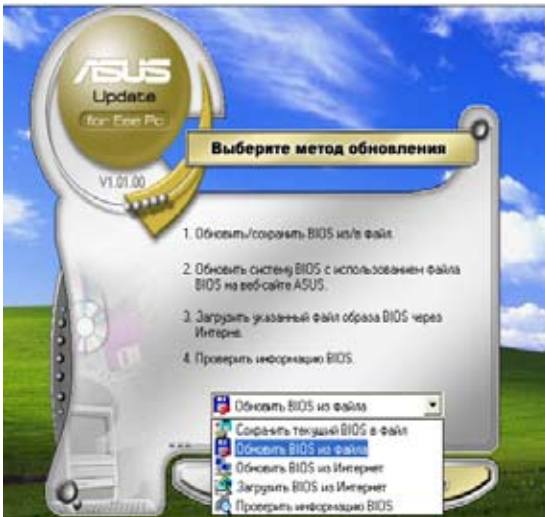 ASUS
Update
for Eee Pc
V1.01.00
Выберите метод обновления
1. Обновить/сохранить BIOS из/в файл.
2. Обновить систему BIOS с использованием файла
BIOS на веб-сайте ASUS.
3. Загрузить указанный файл образа BIOS через
Интерне.
4. Проверить информацию BIOS.
Обновить BIOS из файла
Сохранить текущий BIOS в файл
Обновить BIOS из файла
Обновить BIOS из Интернет
Загрузить BIOS из Интернет
Проверить информацию BIOS